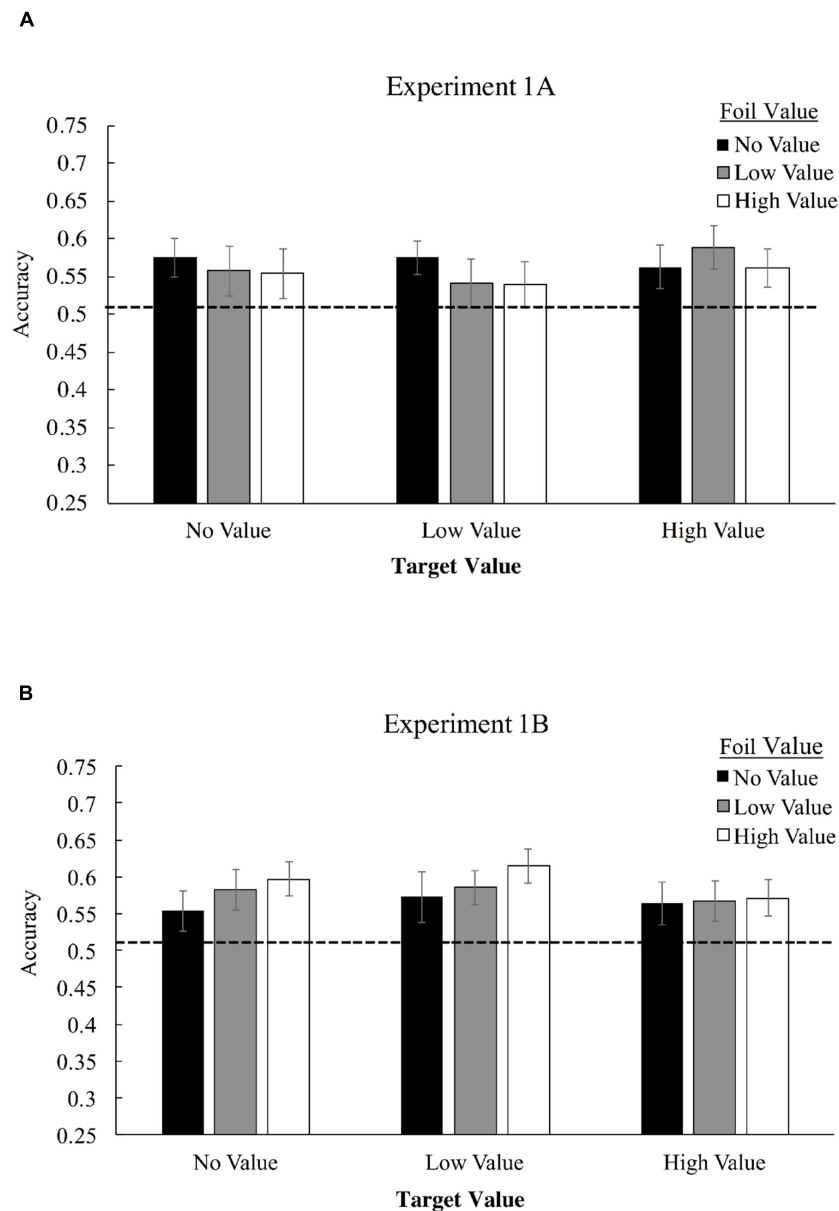 A
Experiment 1A
Foil Value
No Value
Low Value
High Value
0.75
0.7
0.65
0.6
0.55
0.5
0.45
0.4
0.35
0.3
0.25
Accuracy
No Value Low Value High Value
Target Value
B
Experiment 1B
Foil Value
No Value
Low Value
High Value
0.75
0.7
0.65
0.6
0.55
0.5
0.45
0.4
0.35
0.3
0.25
Accuracy
No Value Low Value High Value
Target Value